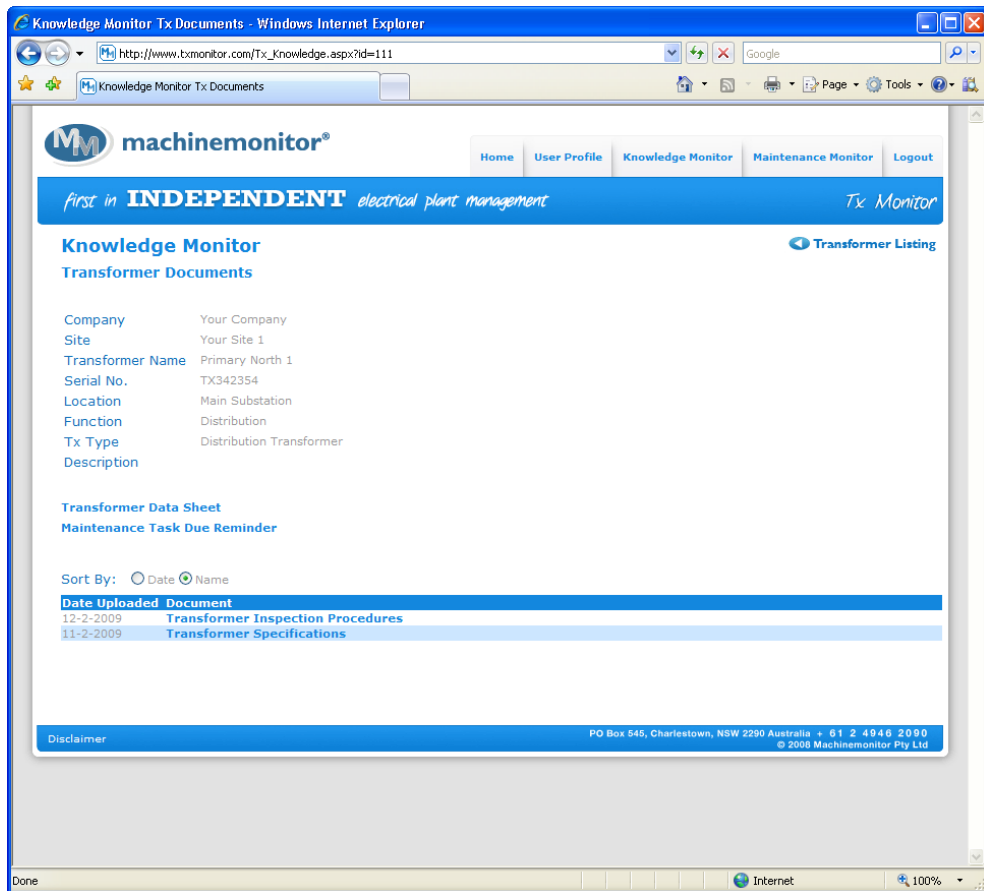 Knowledge Monitor Tx Documents - Windows Internet Explorer
http://www.txmonitor.com/Tx_Knowledge.aspx?id=111
Google
Knowledge Monitor Tx Documents
Page
Tools
MM machinemonitor®
Home User Profile Knowledge Monitor Maintenance Monitor Logout
first in INDEPENDENT electrical plant management
Tx Monitor
Knowledge Monitor
Transformer Listing
Transformer Documents
Company Your Company
Site Your Site 1
Transformer Name Primary North 1
Serial No. TX342354
Location Main Substation
Function Distribution
Tx Type Distribution Transformer
Description
Transformer Data Sheet
Maintenance Task Due Reminder
Sort By: Date Name
Date Uploaded Document
12-2-2009 Transformer Inspection Procedures
11-2-2009 Transformer Specifications
Disclaimer
PO Box 545, Charlestown, NSW 2290 Australia + 61 2 4946 2090
© 2008 Machinemonitor Pty Ltd
Done
Internet
100%